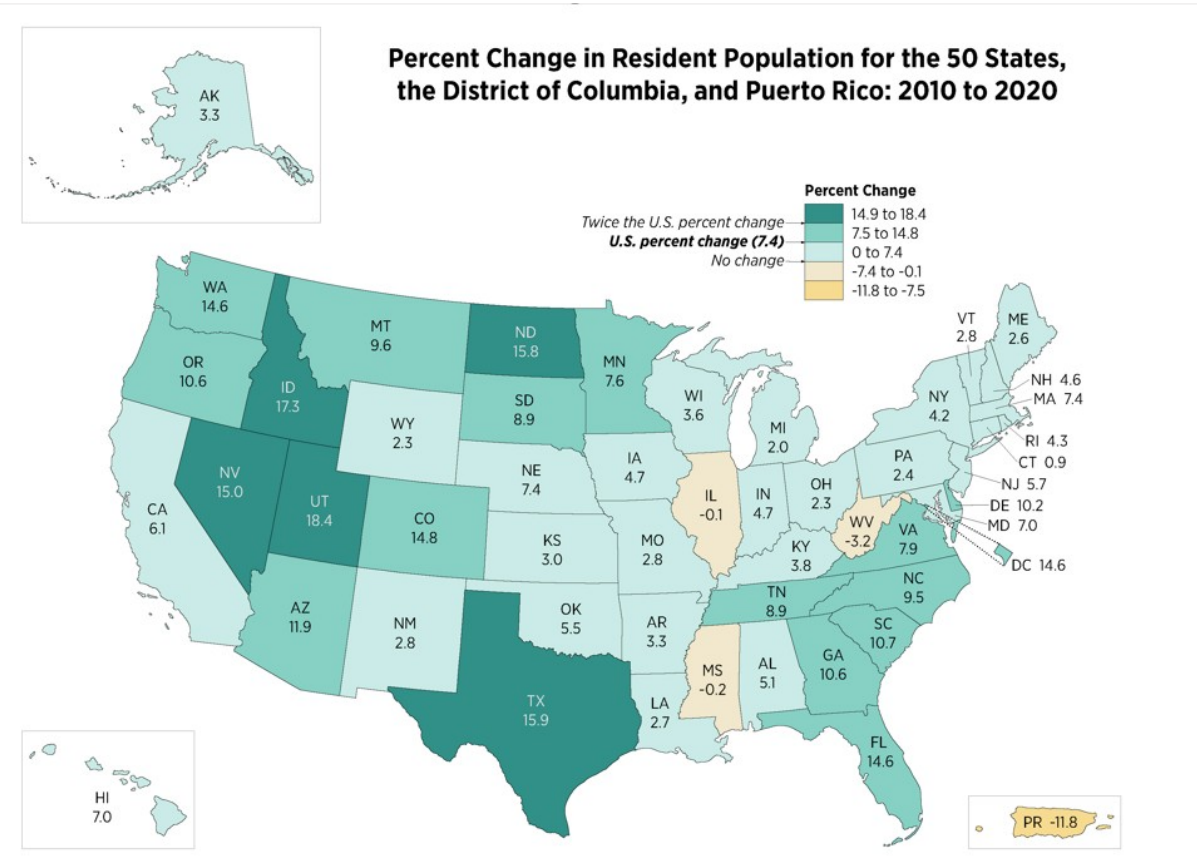 Percent Change in Resident Population for the 50 States,
the District of Columbia, and Puerto Rico: 2010 to 2020
AK
3.3
Percent Change
Twice the U.S. percent change
U.S. percent change (7.4)
No change
14.9 to 18.4
7.5 to 14.8
0 to 7.4
-7.4 to -0.1
-11.8 to -7.5
WA
14.6
OR
10.6
CA
6.1
ID
17.3
NV
15.0
UT
18.4
AZ
11.9
MT
9.6
WY
2.3
CO
14.8
NM
2.8
ND
15.8
SD
8.9
NE
7.4
KS
3.0
OK
5.5
TX
15.9
MN
7.6
IA
4.7
MO
2.8
AR
3.3
LA
2.7
WI
3.6
IL
-0.1
MS
-0.2
MI
2.0
IN
4.7
OH
2.3
KY
3.8
TN
8.9
AL
5.1
GA
10.6
FL
14.6
SC
10.7
NC
9.5
VA
7.9
WV
-3.2
PA
2.4
NY
4.2
VT
2.8
ME
2.6
NH 4.6
MA 7.4
RI 4.3
CT 0.9
NJ 5.7
DE 10.2
MD 7.0
DC 14.6
HI
7.0
PR -11.8